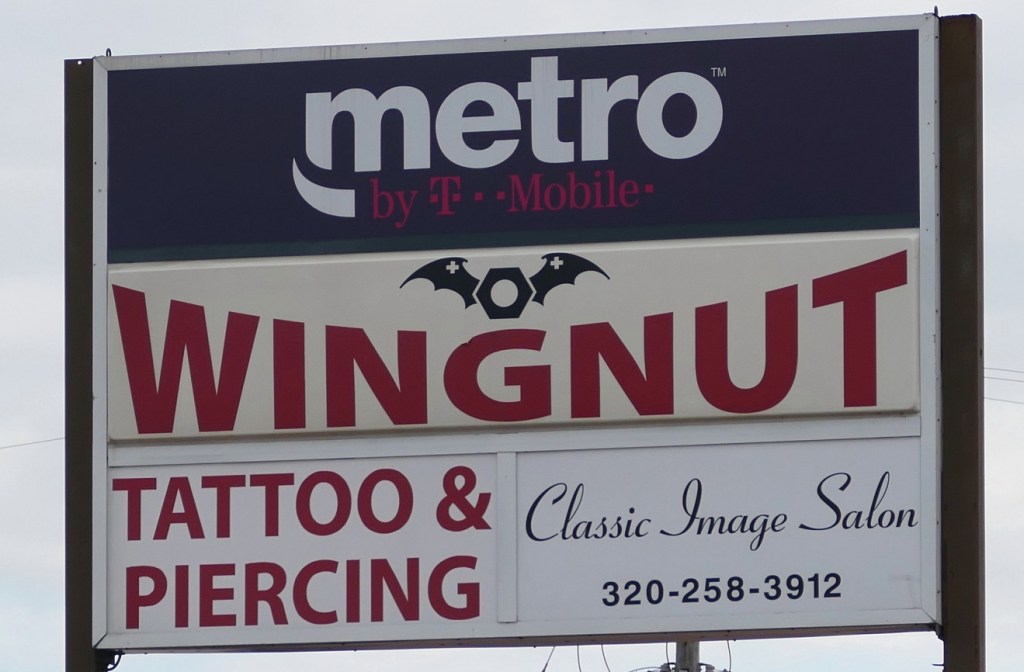 metro™
by T··Mobile·
WINGNUT
TATTOO &
PIERCING
Classic Image Salon
320-258-3912